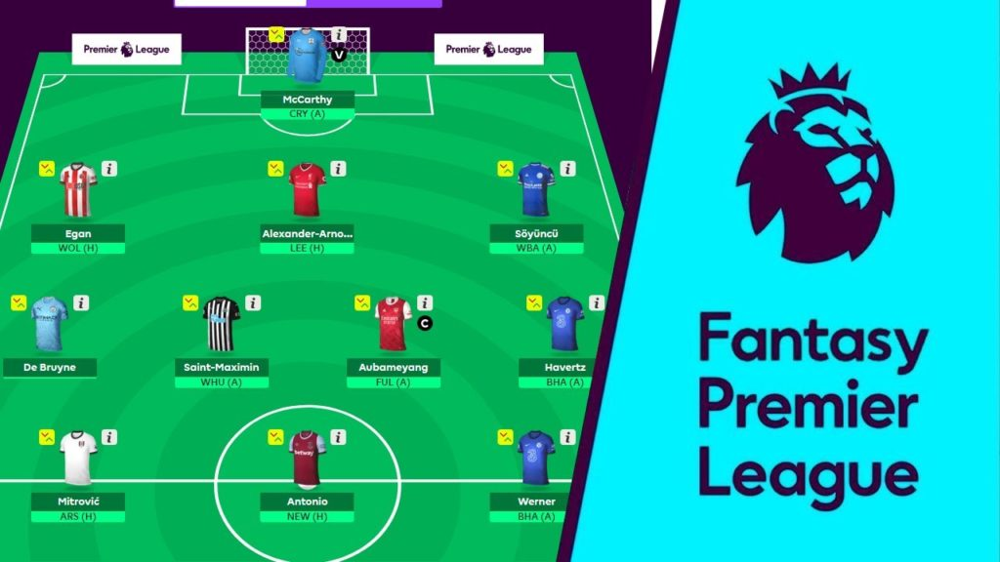 Premier League
Premier League
V
McCarthy
CRY (A)
Egan
WOL (H)
Alexander-Arno...
LEE (H)
Söyüncü
WBA (A)
De Bruyne
Saint-Maximin
WHU (A)
C
Aubameyang
FUL (A)
Havertz
BHA (A)
Mitrović
ARS (H)
betway
Antonio
NEW (H)
Werner
BHA (A)
Fantasy
Premier
League